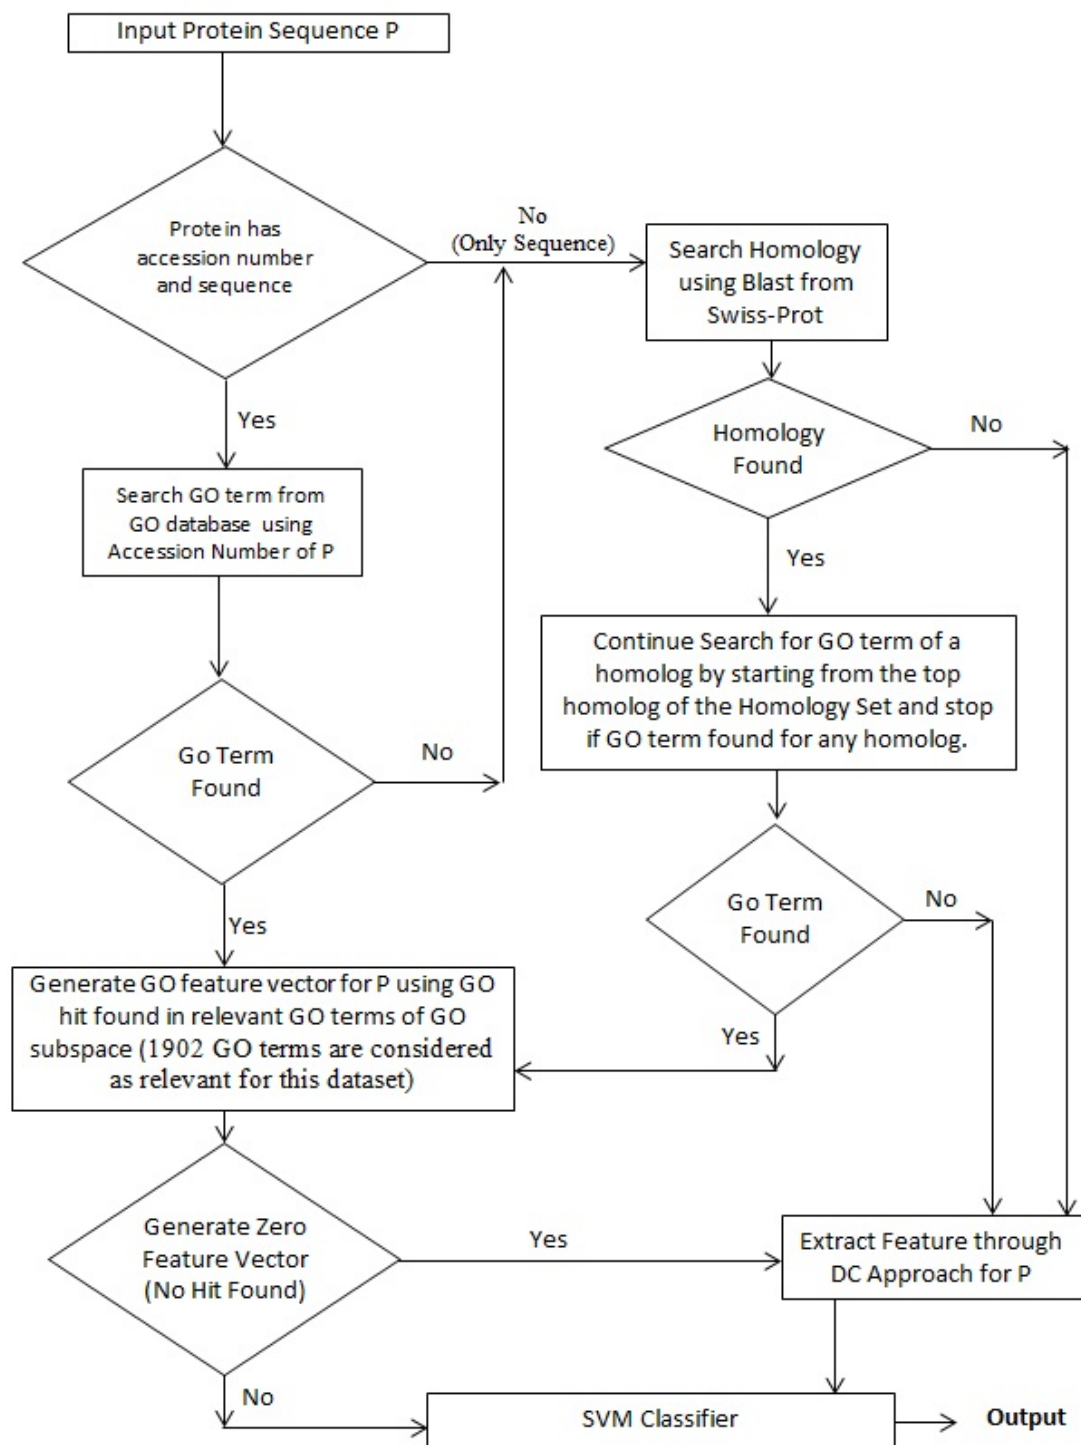 Input Protein Sequence P
Protein has
accession number
and sequence
No
(Only Sequence)
Search Homology
using Blast from
Swiss-Prot
Yes
Homology
Found
No
Search GO term from
GO database using
Accession Number of P
Yes
Continue Search for GO term of a
homolog by starting from the top
homolog of the Homology Set and stop
if GO term found for any homolog.
Go Term
Found
No
Go Term
Found
No
Yes
Yes
Generate GO feature vector for P using GO
hit found in relevant GO terms of GO
subspace (1902 GO terms are considered
as relevant for this dataset)
Generate Zero
Feature Vector
(No Hit Found)
Yes
Extract Feature through
DC Approach for P
No
SVM Classifier
Output